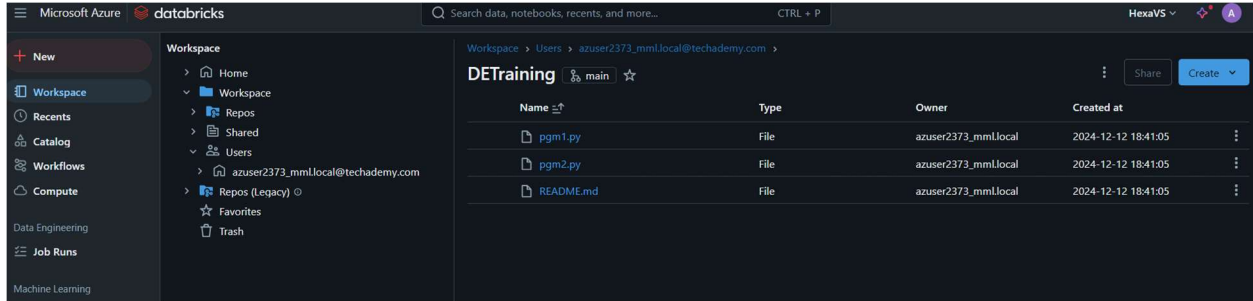 Microsoft Azure databricks Search data, notebooks, recents, and more... CTRL + P HexaVS A
New
Workspace
Recents
Catalog
Workflows
Compute
Data Engineering
Job Runs
Machine Learning
Workspace
Home
Workspace
Repos
Shared
Users
azuser2373_mml.local@techademy.com
Repos (Legacy)
Favorites
Trash
Workspace > Users > azuser2373_mml.local@techademy.com >
DETraining main Share Create
Name Type Owner Created at
pgm1.py File azuser2373_mml.local 2024-12-12 18:41:05
pgm2.py File azuser2373_mml.local 2024-12-12 18:41:05
README.md File azuser2373_mml.local 2024-12-12 18:41:05